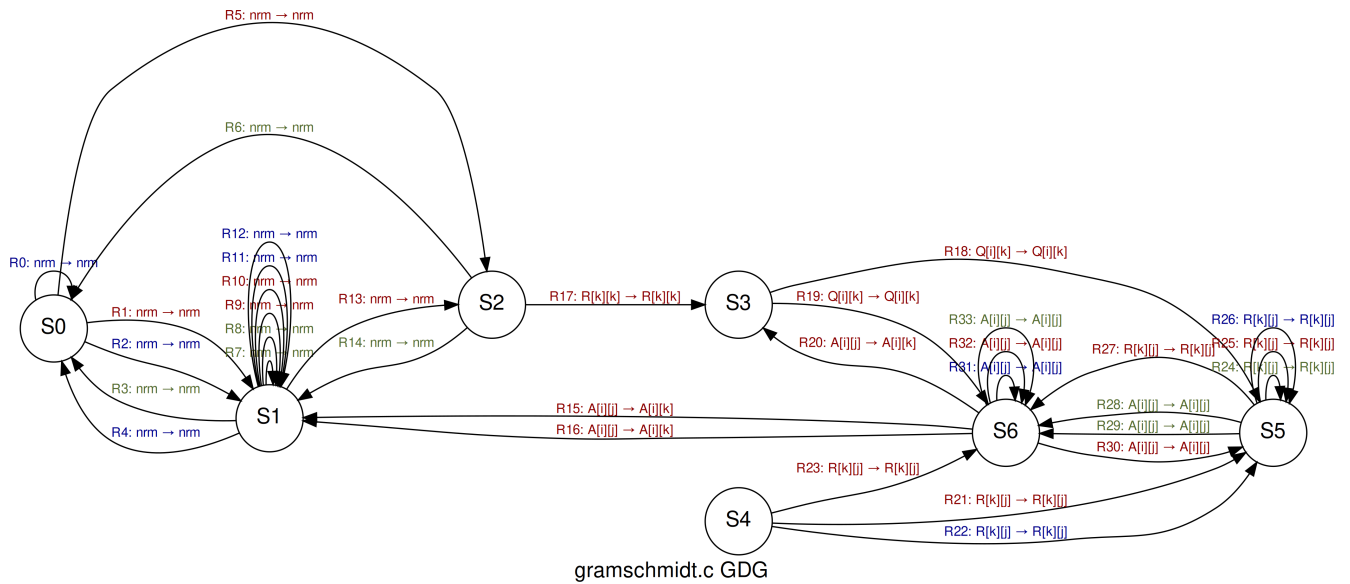 R5: nrm → nrm
R6: nrm → nrm
R12: nrm → nrm
R0: nrm → nrm
R11: nrm → nrm
R10: nrm → nrm
R9: nrm → nrm
R8: nrm → nrm
R7: nrm → nrm
S0
R1: nrm → nrm
R2: nrm → nrm
R3: nrm → nrm
R4: nrm → nrm
S1
R13: nrm → nrm
R14: nrm → nrm
S2
R17: R[k][k] → R[k][k]
S3
R18: Q[i][k] → Q[i][k]
R19: Q[i][k] → Q[i][k]
R20: A[i][j] → A[i][k]
R15: A[i][j] → A[i][k]
R16: A[i][j] → A[i][k]
R33: A[i][j] → A[i][j]
R32: A[i][j] → A[i][j]
R31: A[i][j] → A[i][j]
S6
R26: R[k][j] → R[k][j]
R25: R[k][j] → R[k][j]
R24: R[k][j] → R[k][j]
R27: R[k][j] → R[k][j]
R28: A[i][j] → A[i][j]
R29: A[i][j] → A[i][j]
R30: A[i][j] → A[i][j]
S5
R23: R[k][j] → R[k][j]
R21: R[k][j] → R[k][j]
S4
R22: R[k][j] → R[k][j]
gramschmidt.c GDG